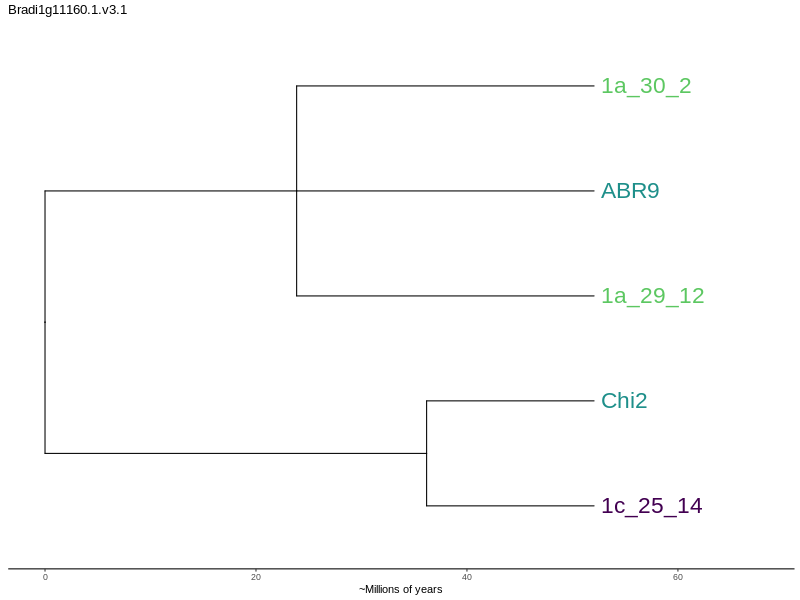 Bradi1g11160.1.v3.1
1a_30_2
ABR9
1a_29_12
Chi2
1c_25_14
0 20 40 60
~Millions of years